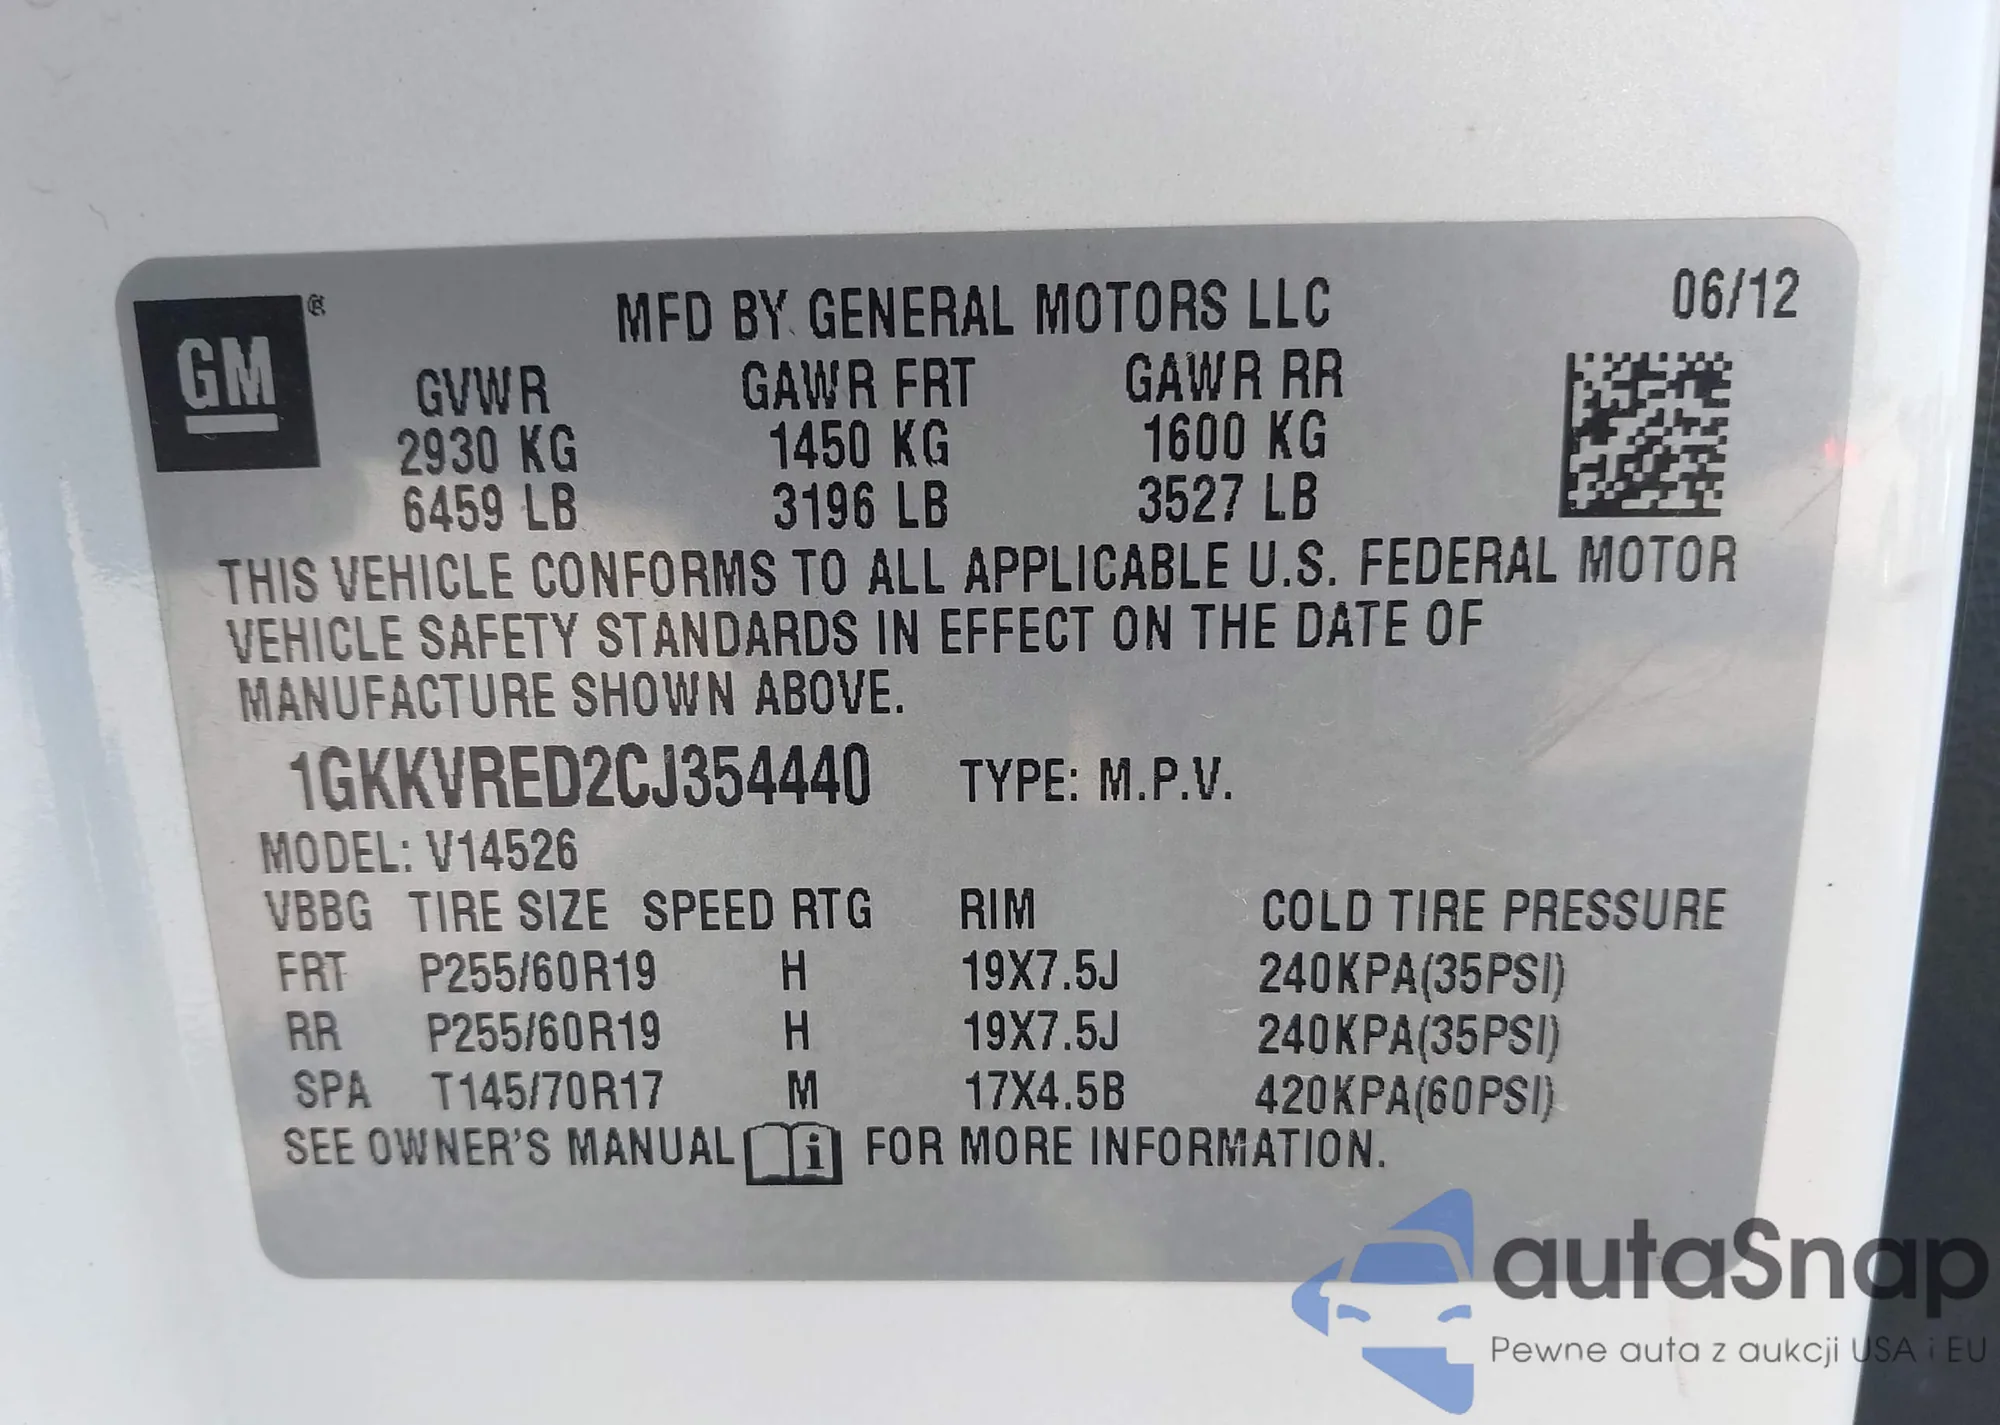 MFD BY GENERAL MOTORS LLC 06/12
GM ®
GVWR GAWR FRT GAWR RR
2930 KG 1450 KG 1600 KG
6459 LB 3196 LB 3527 LB
THIS VEHICLE CONFORMS TO ALL APPLICABLE U.S. FEDERAL MOTOR
VEHICLE SAFETY STANDARDS IN EFFECT ON THE DATE OF
MANUFACTURE SHOWN ABOVE.
1GKKVRED2CJ354440 TYPE: M.P.V.
MODEL: V14526
VBBG TIRE SIZE SPEED RTG RIM COLD TIRE PRESSURE
FRT P255/60R19 H 19X7.5J 240KPA(35PSI)
RR P255/60R19 H 19X7.5J 240KPA(35PSI)
SPA T145/70R17 M 17X4.5B 420KPA(60PSI)
SEE OWNER'S MANUAL i FOR MORE INFORMATION.
autaSnap
Pewne auta z aukcji USA i EU